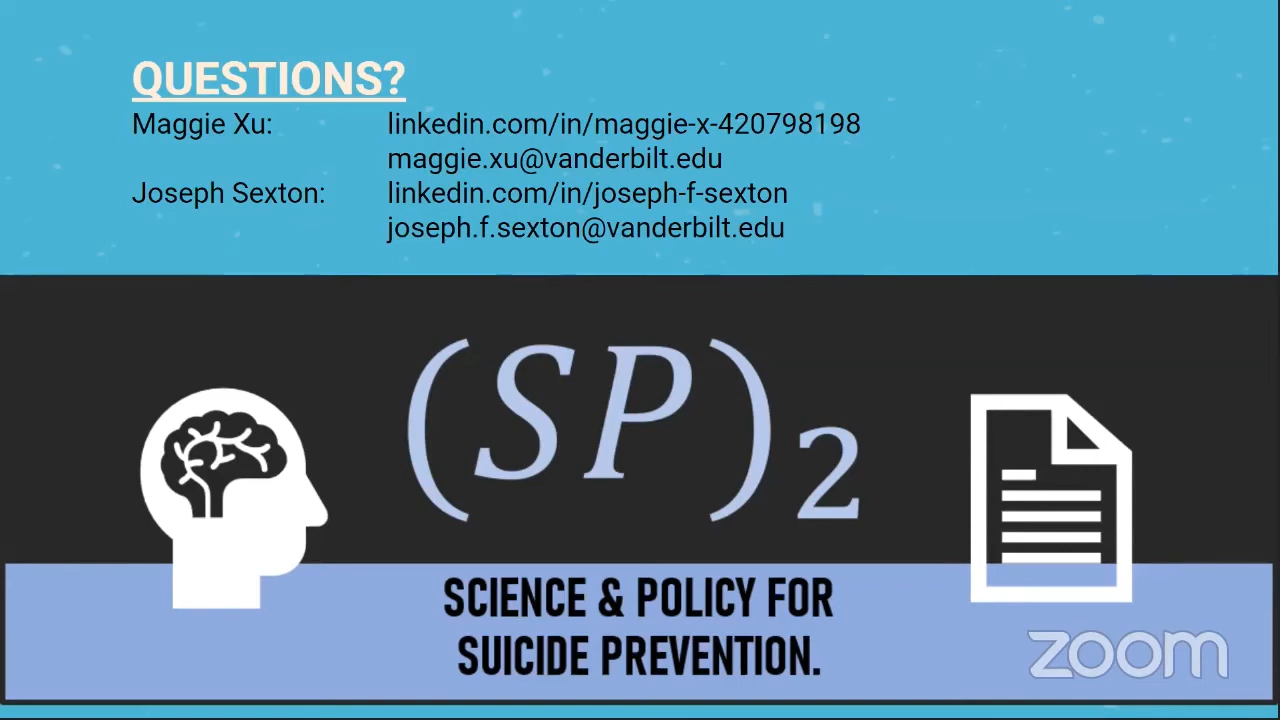 QUESTIONS?
Maggie Xu: linkedin.com/in/maggie-x-420798198
maggie.xu@vanderbilt.edu
Joseph Sexton: linkedin.com/in/joseph-f-sexton
joseph.f.sexton@vanderbilt.edu
(SP)2
SCIENCE & POLICY FOR
SUICIDE PREVENTION.
zoom